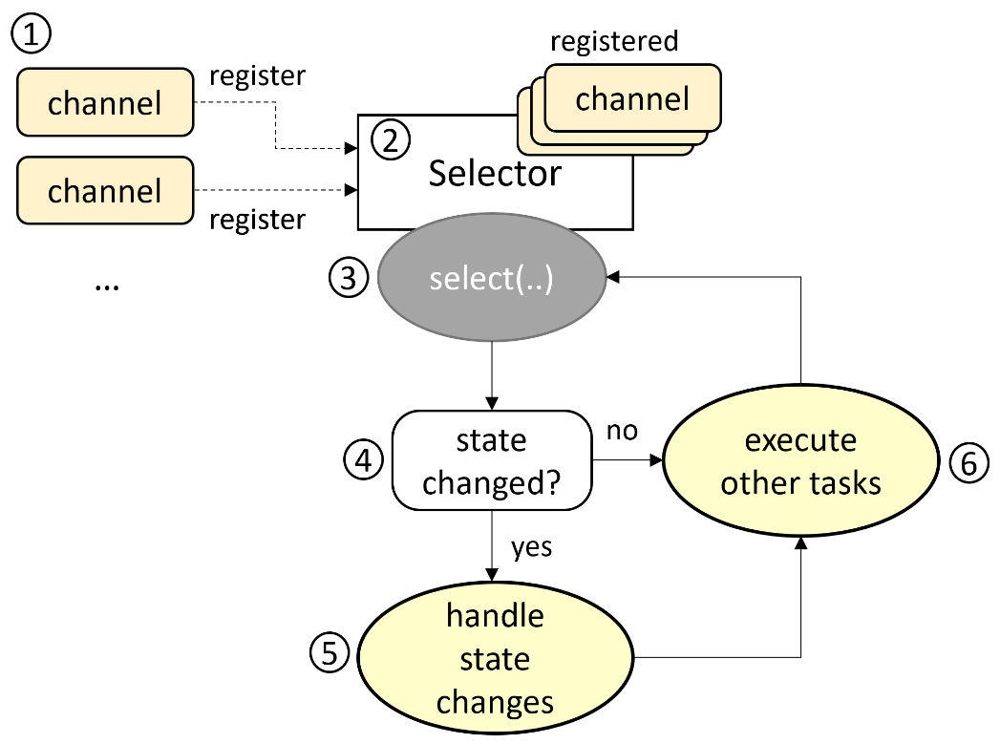 ①
registered
register
channel
channel
②
Selector
channel
register
...
③
select(..)
④
state
changed?
no
execute
other tasks
⑥
yes
⑤
handle
state
changes